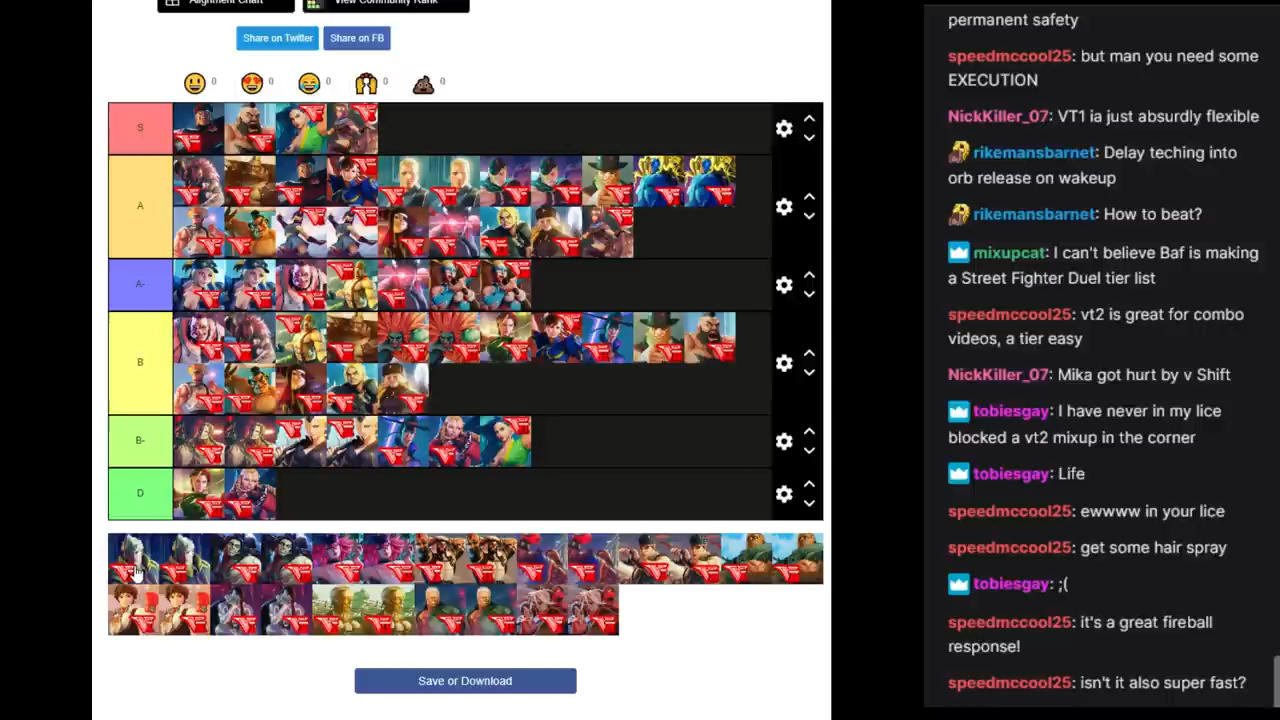 Alignment Chart
View Community Rank
Share on Twitter
Share on FB
0
0
0
0
0
S
A
A-
B
B-
D
Save or Download
permanent safety
speedmccool25: but man you need some
EXECUTION
NickKiller_07: VT1 ia just absurdly flexible
rikemansbarnet: Delay teching into
orb release on wakeup
rikemansbarnet: How to beat?
mixupcat: I can't believe Baf is making
a Street Fighter Duel tier list
speedmccool25: vt2 is great for combo
videos, a tier easy
NickKiller_07: Mika got hurt by v Shift
tobiesgay: I have never in my lice
blocked a vt2 mixup in the corner
tobiesgay: Life
speedmccool25: ewwww in your lice
speedmccool25: get some hair spray
tobiesgay: ;(
speedmccool25: it's a great fireball
response!
speedmccool25: isn't it also super fast?